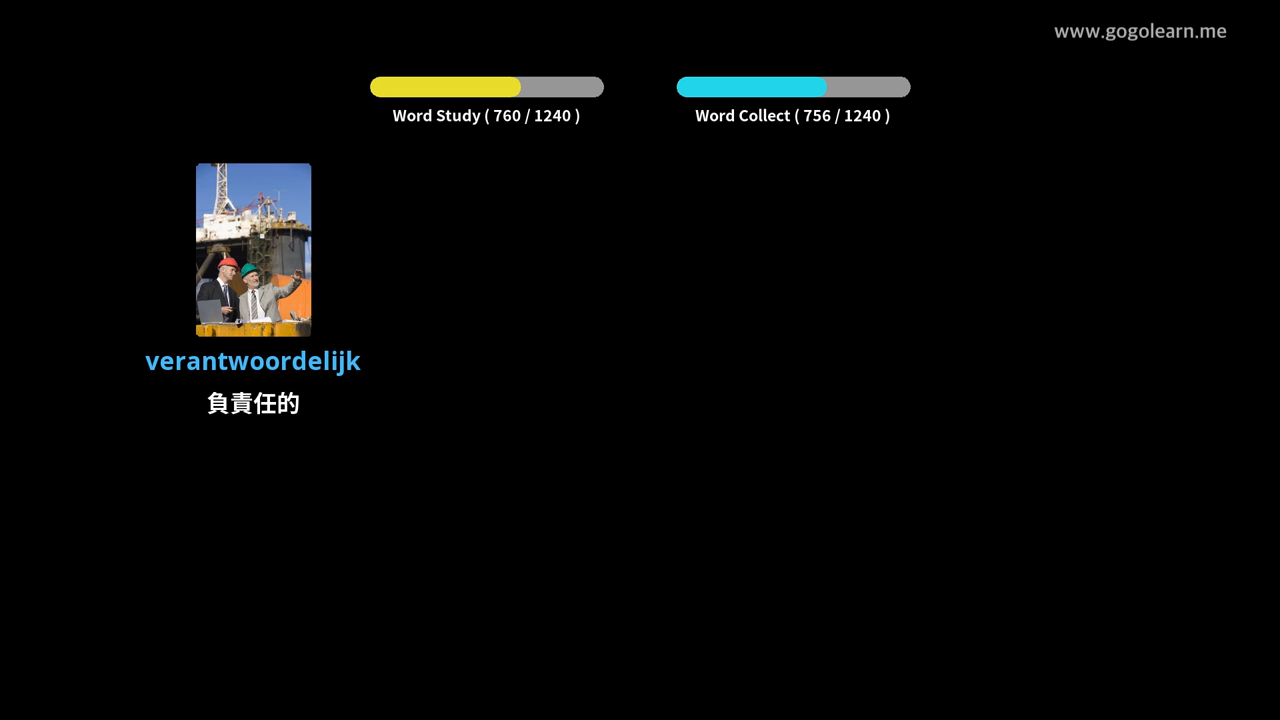 www.gogolearn.me
Word Study ( 760 / 1240 )
Word Collect ( 756 / 1240 )
verantwoordelijk
負責任的